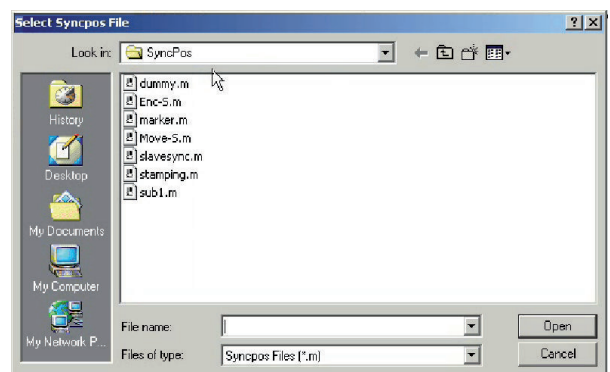 Select Syncpos File
Look in: SyncPos
dummy.m
Enc-S.m
marker.m
Move-S.m
slavesync.m
stamping.m
sub1.m
History
Desktop
My Documents
My Computer
My Network P...
File name:
Open
Files of type: Syncpos Files (*.m)
Cancel